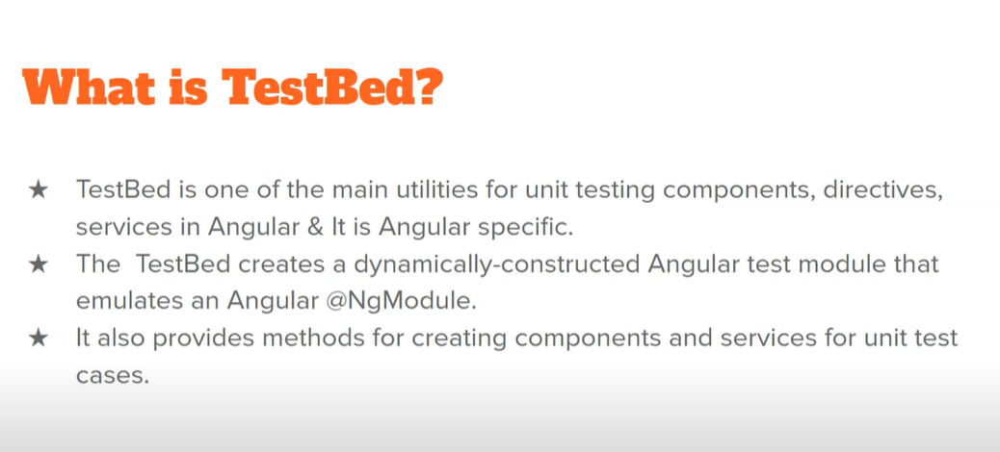 What is TestBed?
★ TestBed is one of the main utilities for unit testing components, directives,
services in Angular & It is Angular specific.
★ The  TestBed creates a dynamically-constructed Angular test module that
emulates an Angular @NgModule.
★ It also provides methods for creating components and services for unit test
cases.